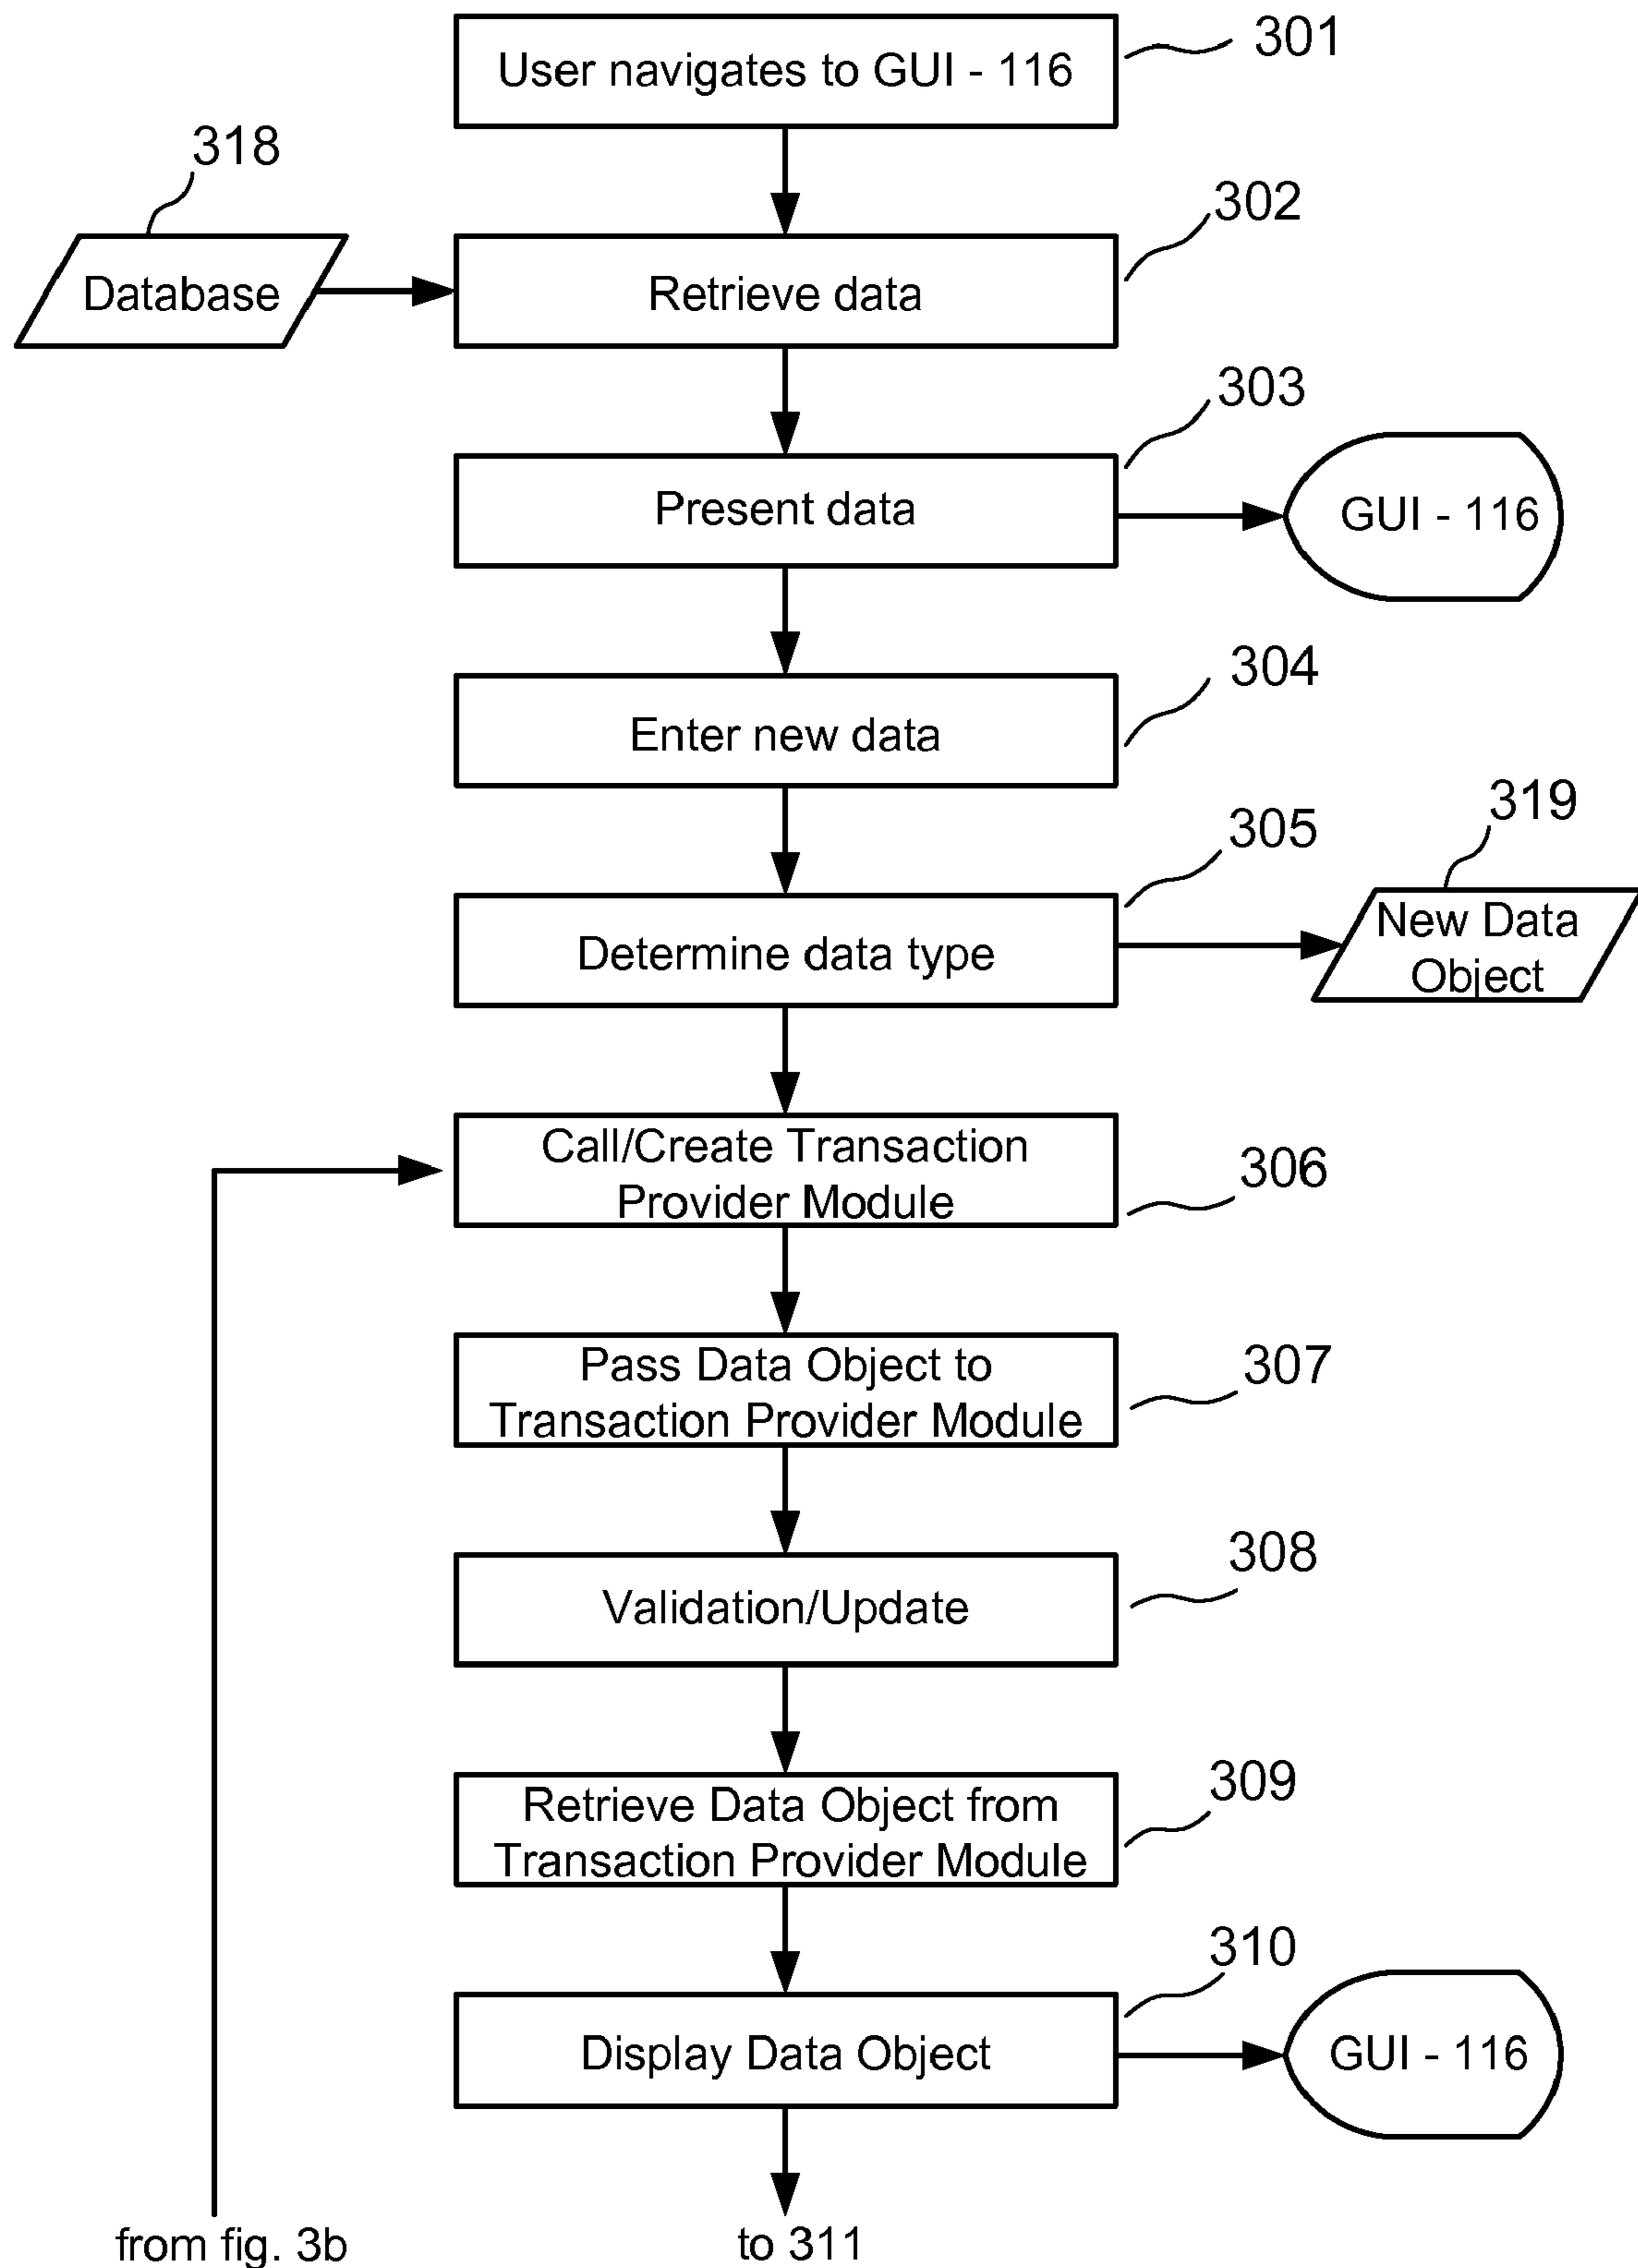 User navigates to GUI - 116
301
318
302
Database
Retrieve data
303
Present data
GUI - 116
304
Enter new data
305
319
Determine data type
New Data
Object
Call/Create Transaction
Provider Module
306
Pass Data Object to
Transaction Provider Module
307
308
Validation/Update
309
Retrieve Data Object from
Transaction Provider Module
310
Display Data Object
GUI - 116
from fig. 3b
to 311